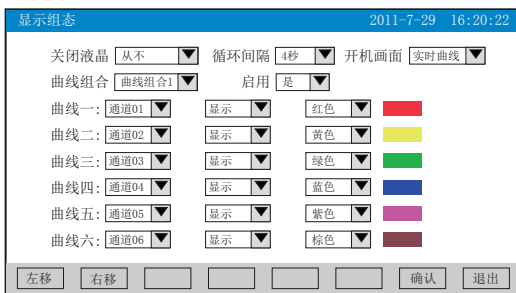 显示组态 2011-7-29 16:20:22
关闭液晶 从不 循环间隔 4秒 开机画面 实时曲线
曲线组合 曲线组合1 启用 是
曲线一: 通道01 显示 红色
曲线二: 通道02 显示 黄色
曲线三: 通道03 显示 绿色
曲线四: 通道04 显示 蓝色
曲线五: 通道05 显示 紫色
曲线六: 通道06 显示 棕色
左移 右移 确认 退出